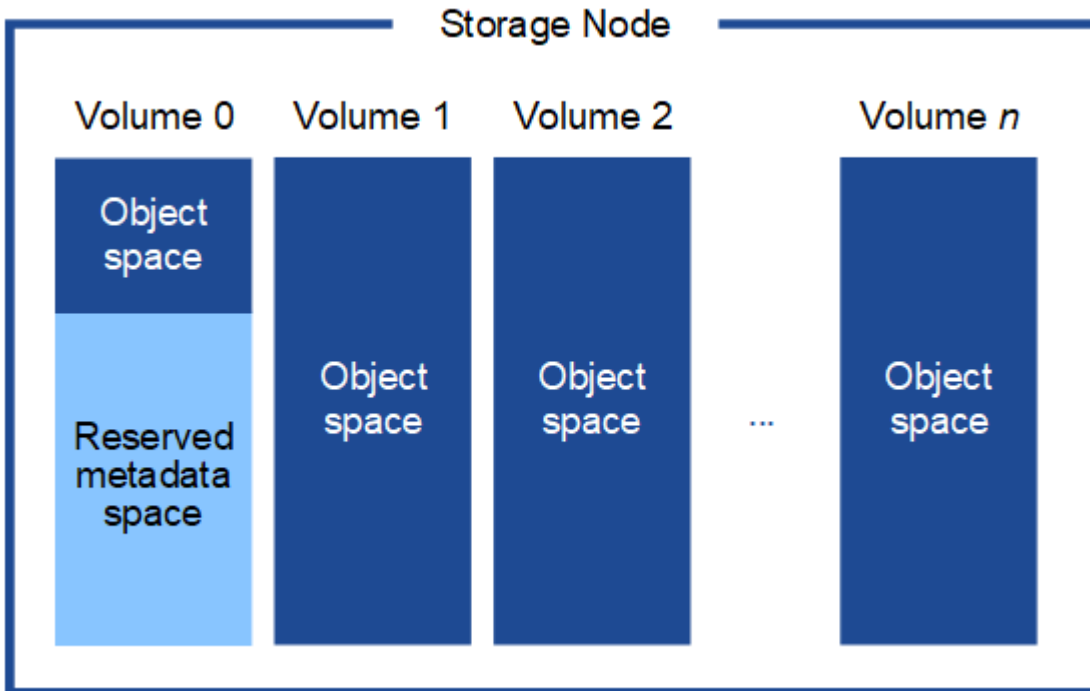 Storage Node
Volume 0
Volume 1
Volume 2
Volume n
Object
space
Reserved
metadata
space
Object
space
Object
space
...
Object
space